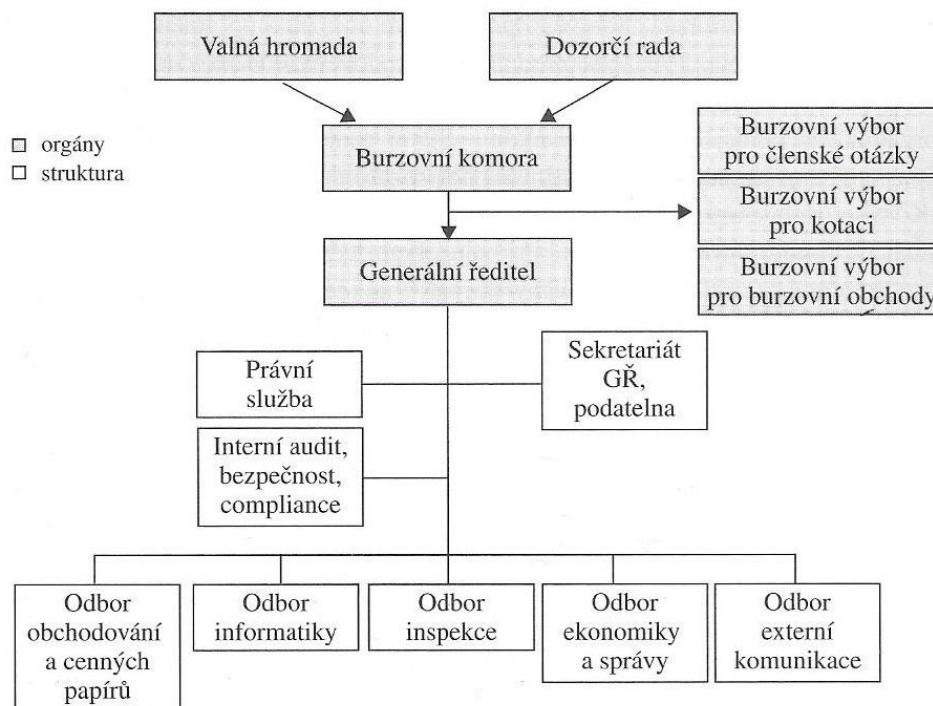 Valná hromada
Dozorčí rada
orgány
struktura
Burzovní komora
Burzovní výbor
pro členské otázky
Burzovní výbor
pro kotaci
Generální ředitel
Burzovní výbor
pro burzovní obchody
Právní
služba
Sekretariát
GŘ,
podatelna
Interní audit,
bezpečnost,
compliance
Odbor
obchodování
a cenných
papírů
Odbor
informatiky
Odbor
inspekce
Odbor
ekonomiky
a správy
Odbor
externí
komunikace